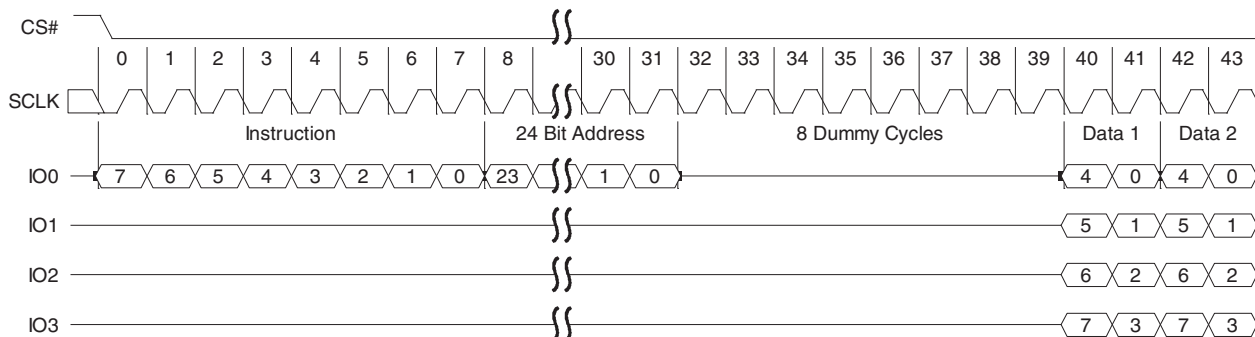 CS#
0 1 2 3 4 5 6 7 8 30 31 32 33 34 35 36 37 38 39 40 41 42 43
SCLK
Instruction 24 Bit Address 8 Dummy Cycles Data 1 Data 2
IO0 7 6 5 4 3 2 1 0 23 1 0 4 0 4 0
IO1 5 1 5 1
IO2 6 2 6 2
IO3 7 3 7 3